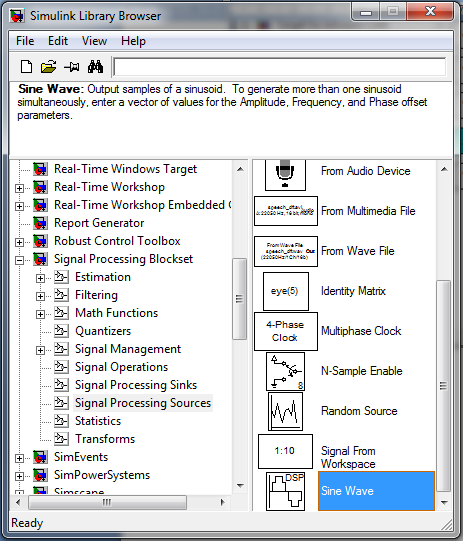 Simulink Library Browser
File Edit View Help
Sine Wave: Output samples of a sinusoid. To generate more than one sinusoid
simultaneously, enter a vector of values for the Amplitude, Frequency, and Phase offset
parameters.
Real-Time Windows Target
Real-Time Workshop
Real-Time Workshop Embedded
Report Generator
Robust Control Toolbox
Signal Processing Blockset
Estimation
Filtering
Math Functions
Quantizers
Signal Management
Signal Operations
Signal Processing Sinks
Signal Processing Sources
Statistics
Transforms
SimEvents
SimPowerSystems
Simscape
From Audio Device
From Multimedia File
From Wave File
speech_dft.wav Out
(22050Hz/1Ch/16b)
From Wave File
eye(5)
Identity Matrix
4-Phase
Clock
Multiphase Clock
8
N-Sample Enable
Random Source
1:10
Signal From
Workspace
DSP
Sine Wave
Ready